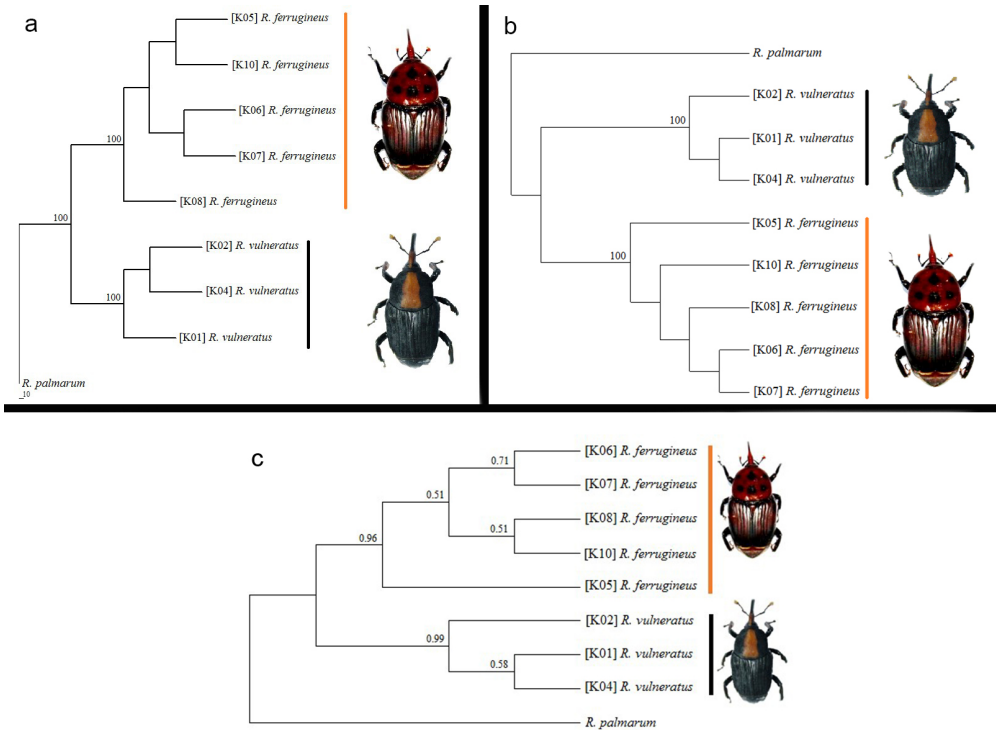 a
[K05] R. ferrugineus
[K10] R. ferrugineus
[K06] R. ferrugineus
100
[K07] R. ferrugineus
[K08] R. ferrugineus
100
[K02] R. vulneratus
[K04] R. vulneratus
100
[K01] R. vulneratus
R. palmarum
10
b
R. palmarum
[K02] R. vulneratus
100
[K01] R. vulneratus
[K04] R. vulneratus
[K05] R. ferrugineus
100
[K10] R. ferrugineus
[K08] R. ferrugineus
[K06] R. ferrugineus
[K07] R. ferrugineus
c
[K06] R. ferrugineus
0.71
[K07] R. ferrugineus
0.51
[K08] R. ferrugineus
0.51
[K10] R. ferrugineus
0.96
[K05] R. ferrugineus
[K02] R. vulneratus
0.99
[K01] R. vulneratus
0.58
[K04] R. vulneratus
R. palmarum